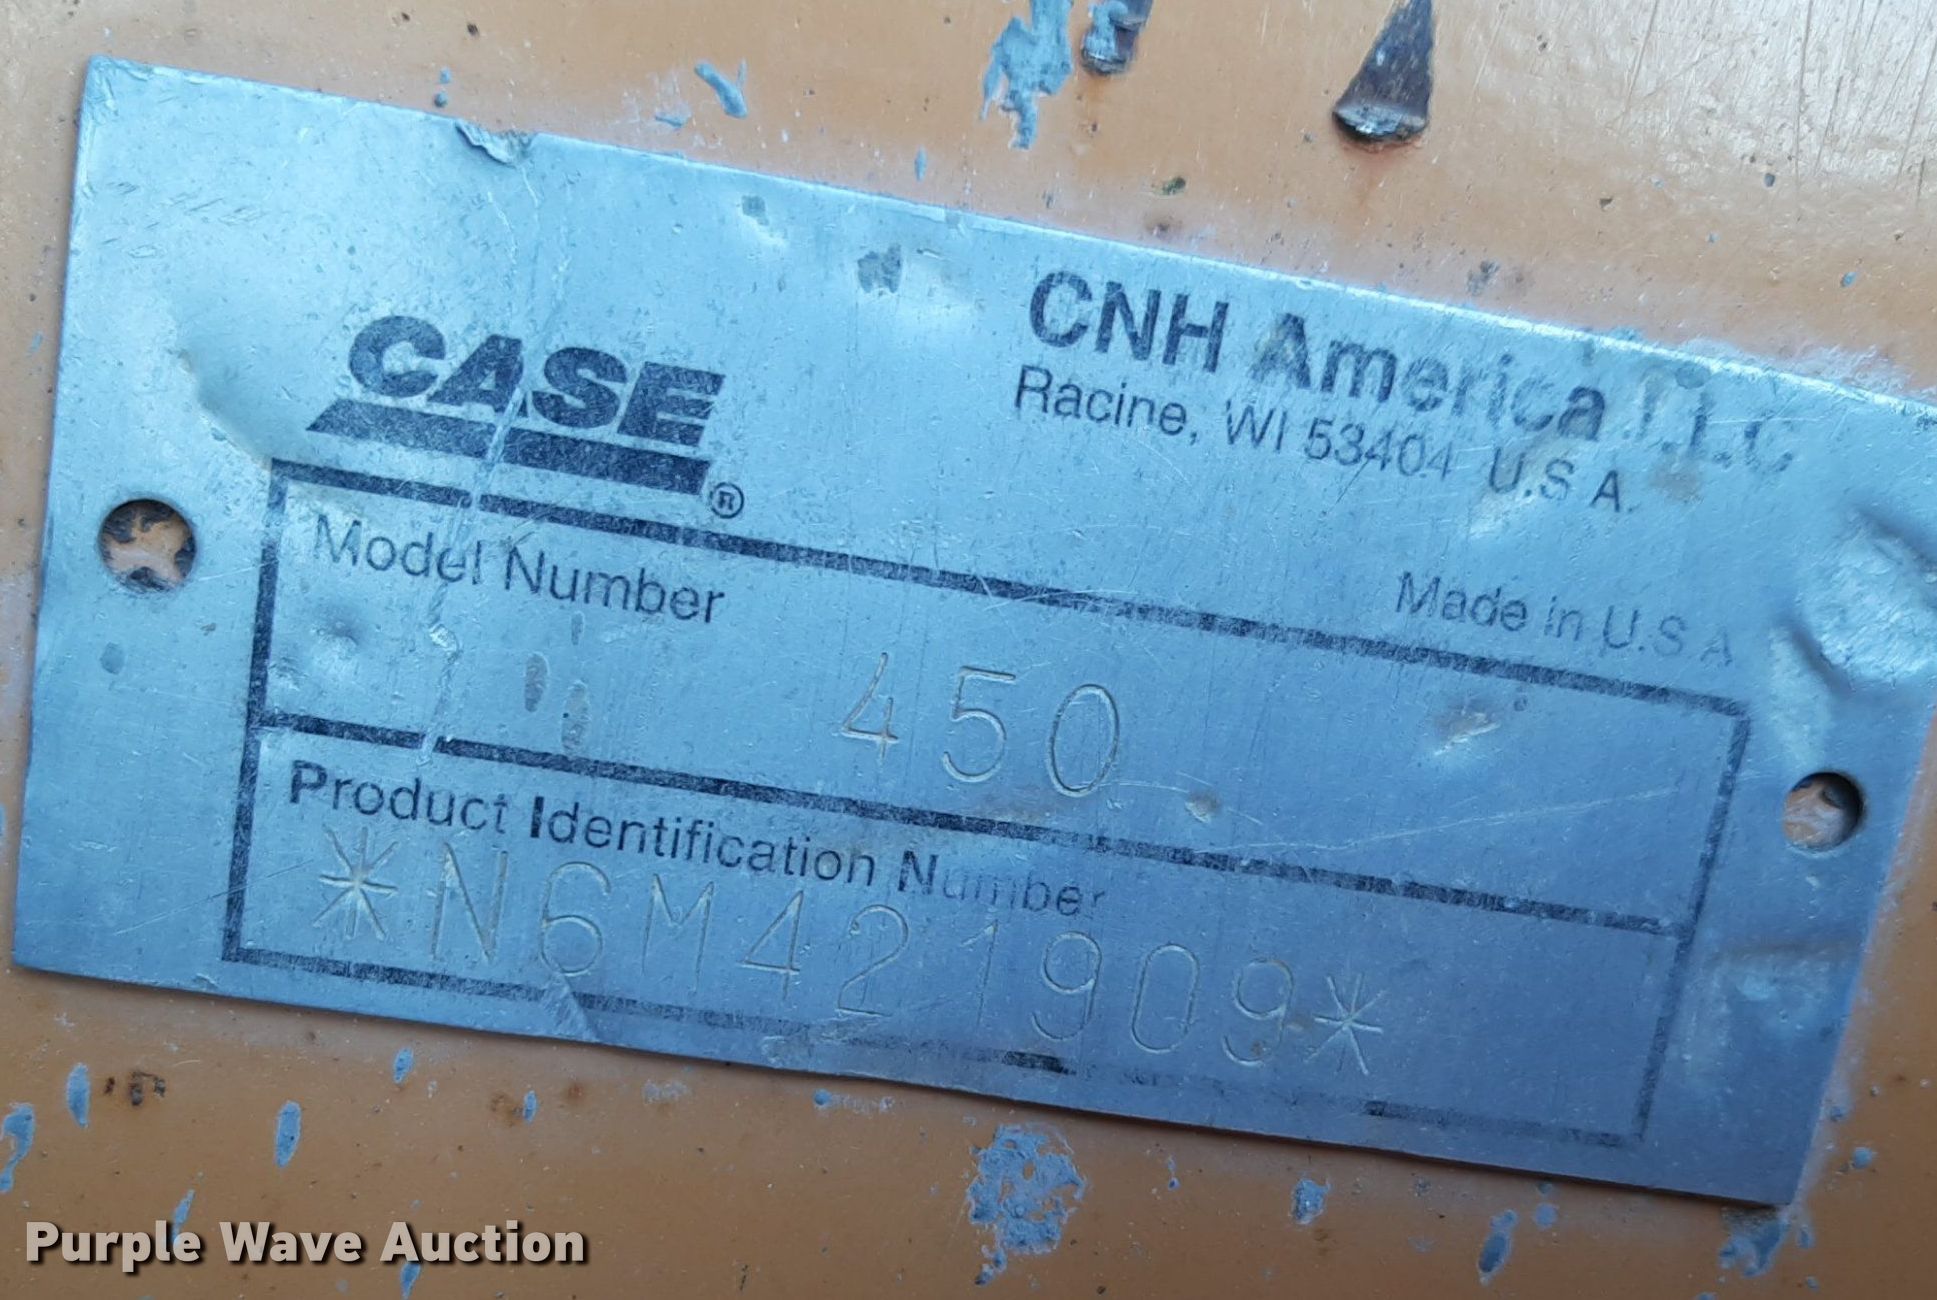 CASE®
CNH America LLC
Racine, WI 53404 U.S.A.
Made in U.S.A
Model Number
450
Product Identification Number
*N6M421909*
Purple Wave Auction